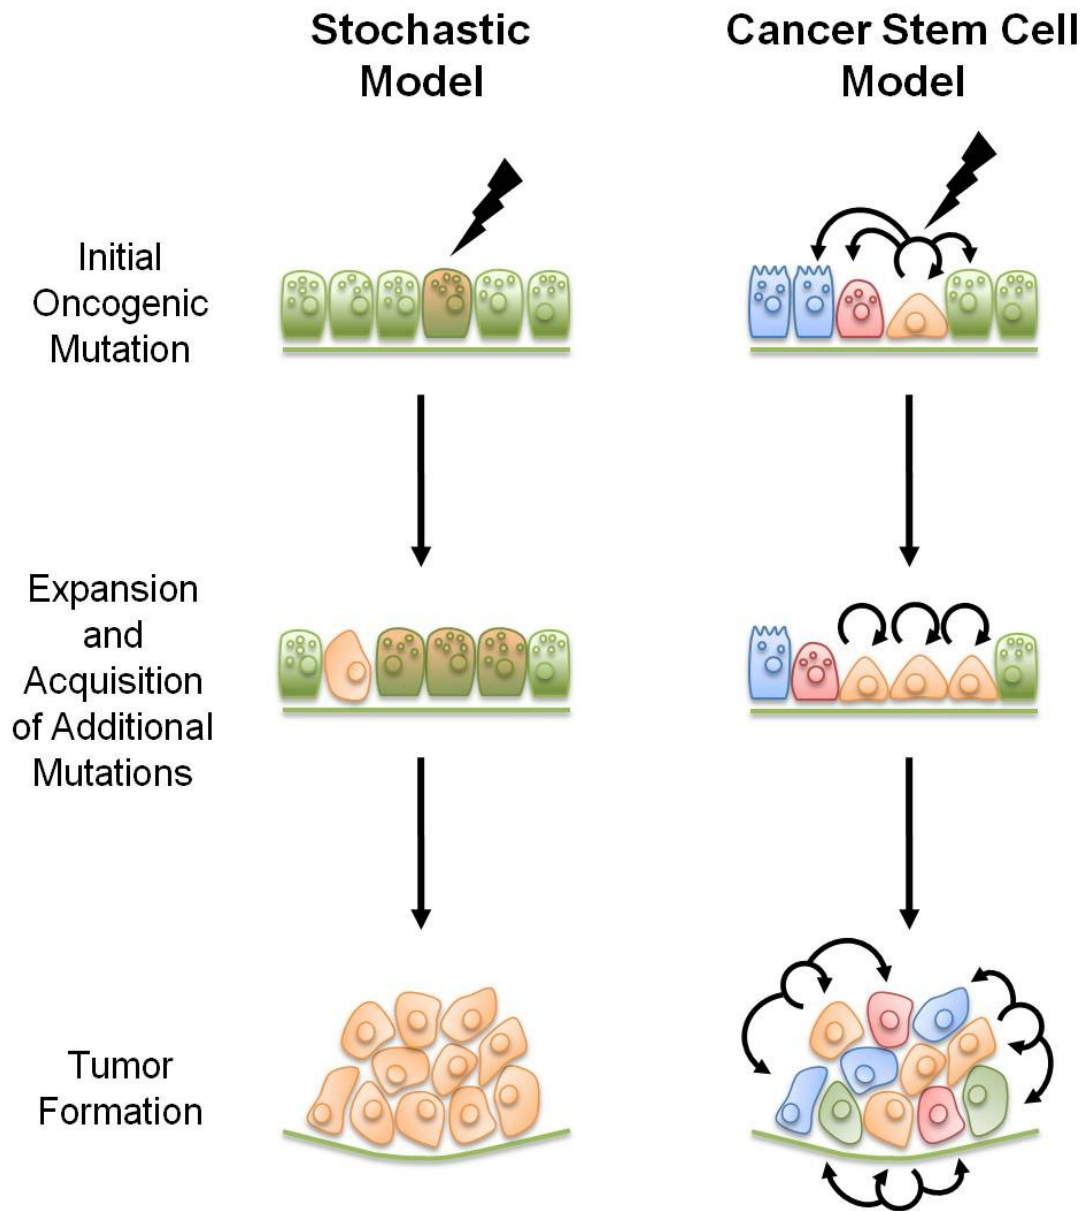 Stochastic
Model
Cancer Stem Cell
Model
Initial
Oncogenic
Mutation
Expansion
and
Acquisition
of Additional
Mutations
Tumor
Formation